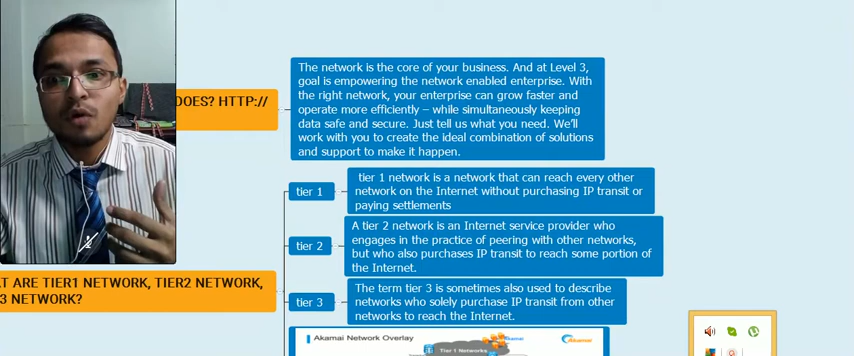 DOES? HTTP://
The network is the core of your business. And at Level 3,
goal is empowering the network enabled enterprise. With
the right network, your enterprise can grow faster and
operate more efficiently – while simultaneously keeping
data safe and secure. Just tell us what you need. We'll
work with you to create the ideal combination of solutions
and support to make it happen.
tier 1
tier 1 network is a network that can reach every other
network on the Internet without purchasing IP transit or
paying settlements
tier 2
A tier 2 network is an Internet service provider who
engages in the practice of peering with other networks,
but who also purchases IP transit to reach some portion of
the Internet.
T ARE TIER1 NETWORK, TIER2 NETWORK,
3 NETWORK?
tier 3
The term tier 3 is sometimes also used to describe
networks who solely purchase IP transit from other
networks to reach the Internet.
Akamai Network Overlay
Akamai
Tier 1 Networks